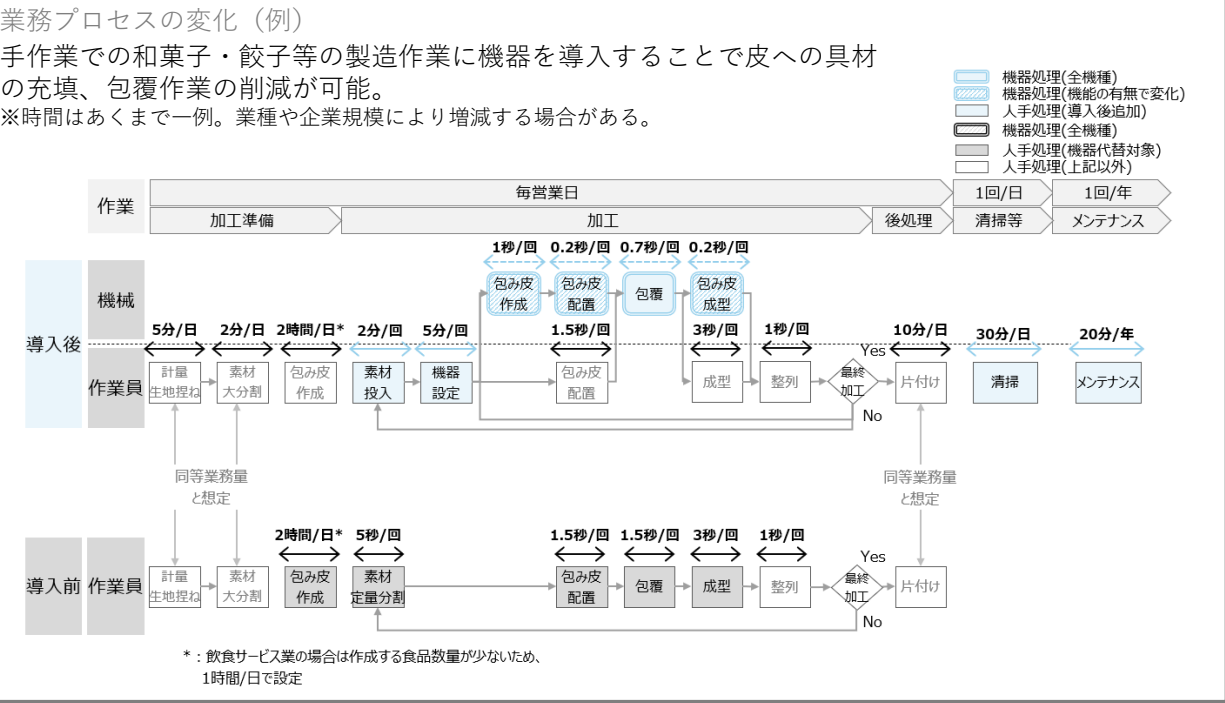 業務プロセスの変化（例）
手作業での和菓子・餃子等の製造作業に機器を導入することで皮への具材
の充填、包覆作業の削減が可能。
※時間はあくまで一例。業種や企業規模により増減する場合がある。
機器処理(全機種)
機器処理(機能の有無で変化)
人手処理(導入後追加)
機器処理(全機種)
人手処理(機器代替対象)
人手処理(上記以外)
作業
毎営業日
1回/日
1回/年
加工準備
加工
後処理
清掃等
メンテナンス
導入後
機械
1秒/回
0.2秒/回
0.7秒/回
0.2秒/回
包み皮
作成
包み皮
配置
包覆
包み皮
成型
作業員
5分/日
2分/日
2時間/日*
2分/回
5分/回
1.5秒/回
3秒/回
1秒/回
10分/日
30分/日
20分/年
計量
生地捏ね
素材
大分割
包み皮
作成
素材
投入
機器
設定
包み皮
配置
成型
整列
最終
加工
Yes
No
片付け
清掃
メンテナンス
同等業務量
と想定
同等業務量
と想定
導入前
作業員
2時間/日*
5秒/回
1.5秒/回
1.5秒/回
3秒/回
1秒/回
計量
生地捏ね
素材
大分割
包み皮
作成
素材
定量分割
包み皮
配置
包覆
成型
整列
最終
加工
Yes
No
片付け
*：飲食サービス業の場合は作成する食品数量が少ないため、
1時間/日で設定